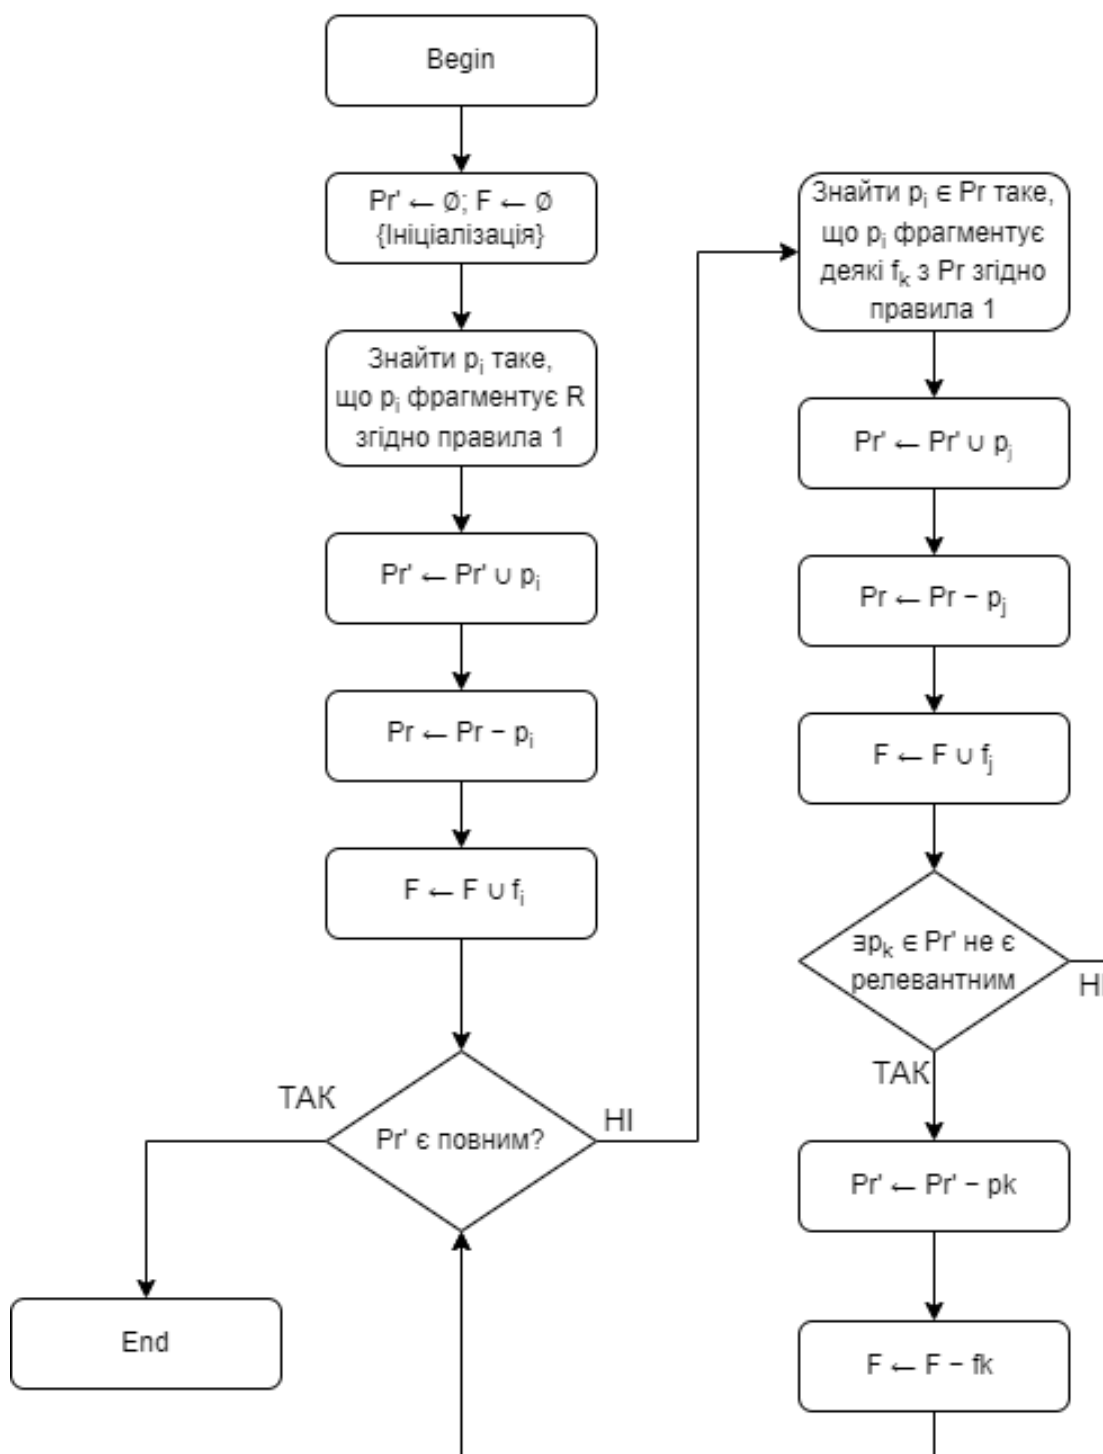 Begin
Pr' ← ∅; F ← ∅
{Ініціалізація}
Знайти pᵢ таке,
що pᵢ фрагментує R
згідно правила 1
Pr' ← Pr' ∪ pᵢ
Pr ← Pr − pᵢ
F ← F ∪ fᵢ
Pr' є повним?
ТАК
НІ
End
Знайти pᵢ ∈ Pr таке,
що pᵢ фрагментує
деякі fₖ з Pr згідно
правила 1
Pr' ← Pr' ∪ pⱼ
Pr ← Pr − pⱼ
F ← F ∪ fⱼ
∃pₖ ∈ Pr' не є
релевантним
НІ
ТАК
Pr' ← Pr' − pk
F ← F − fk